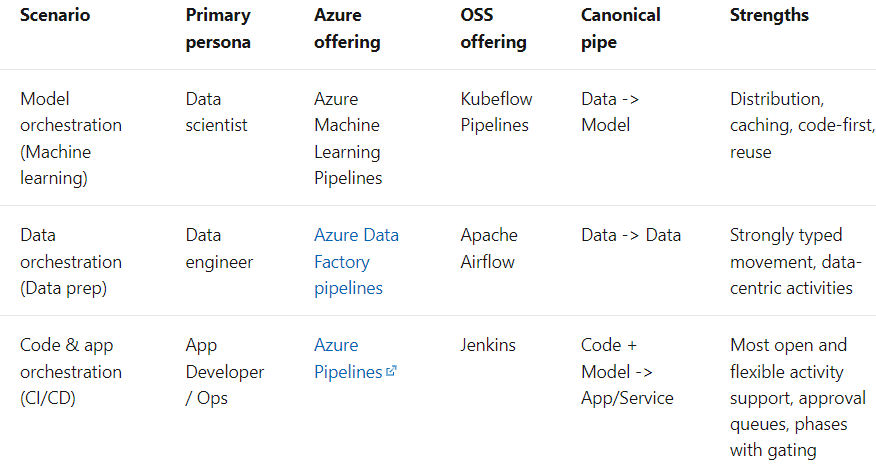 Scenario Primary persona Azure offering OSS offering Canonical pipe Strengths
Model orchestration (Machine learning) Data scientist Azure Machine Learning Pipelines Kubeflow Pipelines Data -> Model Distribution, caching, code-first, reuse
Data orchestration (Data prep) Data engineer Azure Data Factory pipelines Apache Airflow Data -> Data Strongly typed movement, data-centric activities
Code & app orchestration (CI/CD) App Developer / Ops Azure Pipelines Jenkins Code + Model -> App/Service Most open and flexible activity support, approval queues, phases with gating